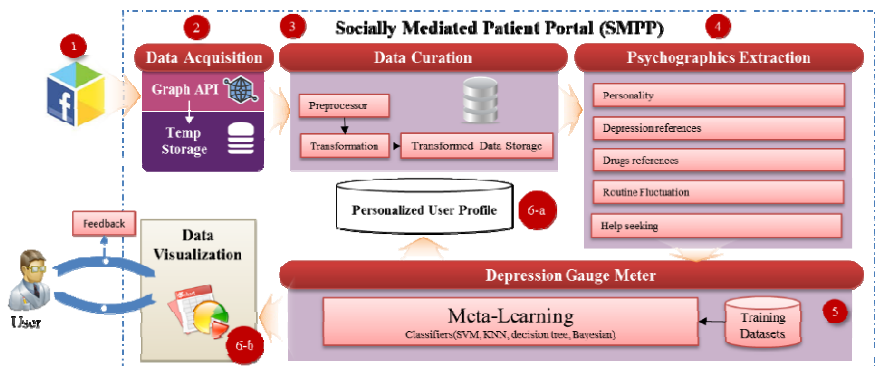 Socially Mediated Patient Portal (SMPP)
1
f
2
Data Acquisition
Graph API
Temp
Storage
3
Data Curation
Preprocessor
Transformation
Transformed Data Storage
4
Psychographics Extraction
Personality
Depression references
Drugs references
Routine Fluctuation
Help seeking
Personalized User Profile
6-a
Depression Gauge Meter
Meta-Learning
Classifiers(SVM, KNN, decision tree, Bayesian)
Training
Datasets
5
Data
Visualization
6-b
Feedback
User